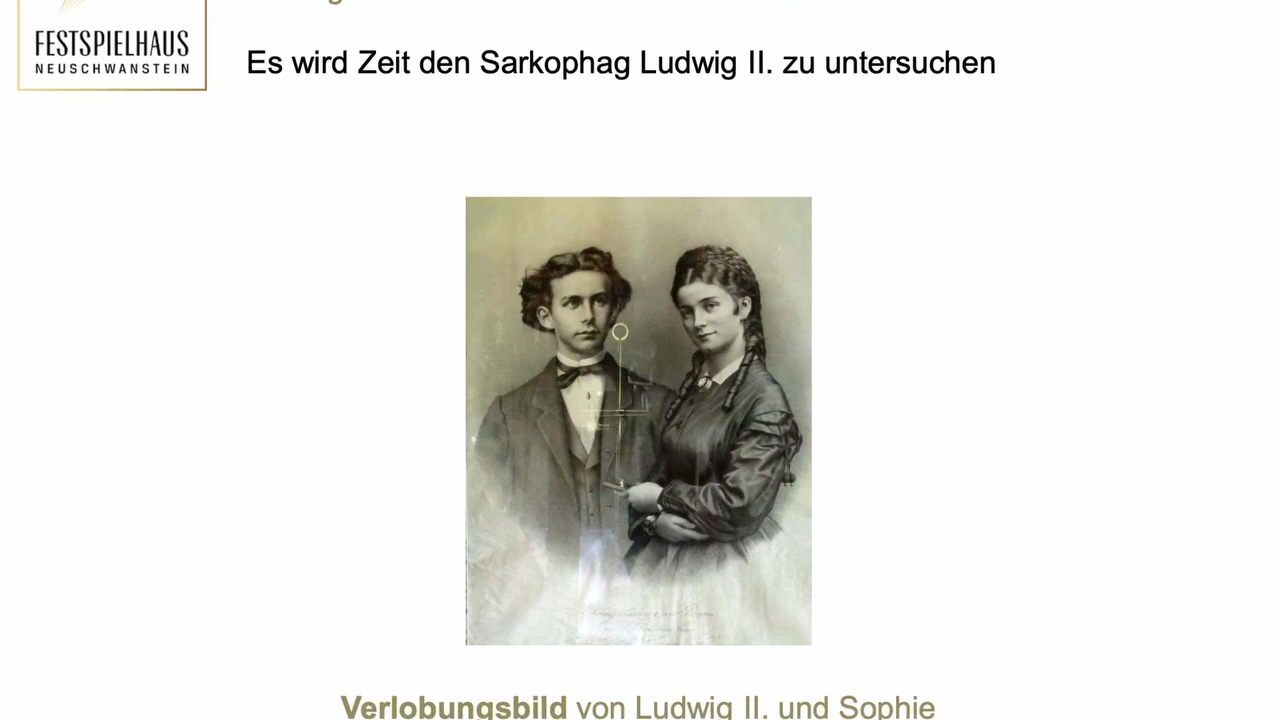 FESTSPIELHAUS
NEUSCHWANSTEIN
Es wird Zeit den Sarkophag Ludwig II. zu untersuchen
Verlobungsbild von Ludwig II. und Sophie